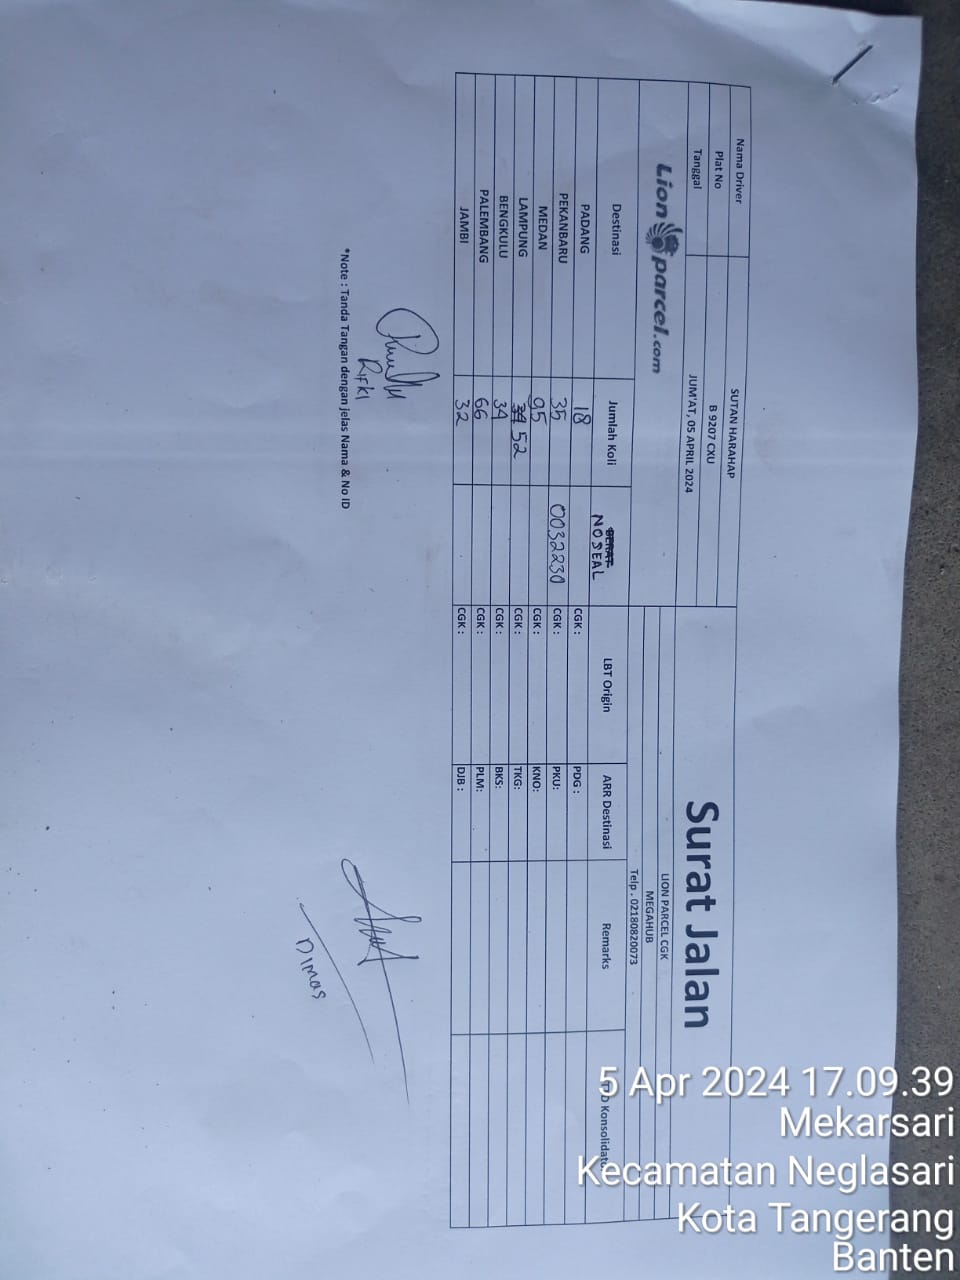 Nama Driver SUTAN HARAHAP
Plat No B 9207 CXU
Tanggal JUM'AT, 05 APRIL 2024
Lion parcel.com
Surat Jalan
LION PARCEL CGK
MEGAHUB
Telp . 02180820073
Destinasi Jumlah Koli BERAT NO SEAL LBT Origin ARR Destinasi Remarks TTD Konsolidator
PADANG 18 CGK : PDG :
PEKANBARU 35 0032230 CGK : PKU:
MEDAN 95 CGK : KNO:
LAMPUNG 52 CGK : TKG:
BENGKULU 34 CGK : BKS:
PALEMBANG 66 CGK : PLM:
JAMBI 32 CGK : DJB :
RIFKI
*Note : Tanda Tangan dengan jelas Nama & No ID
DIMAS
5 Apr 2024 17.09.39
Mekarsari
Kecamatan Neglasari
Kota Tangerang
Banten